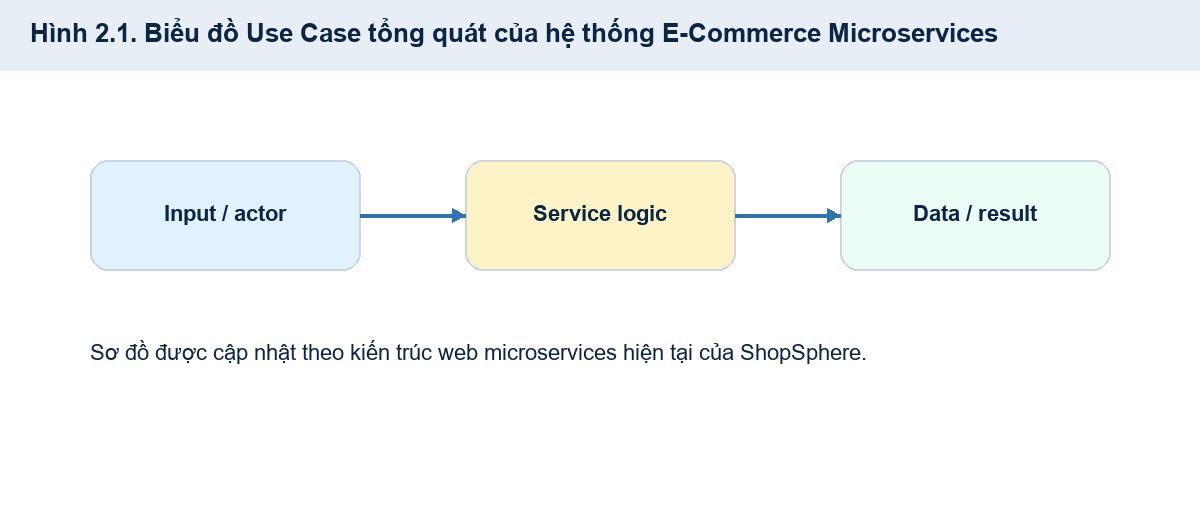 Hình 2.1. Biểu đồ Use Case tổng quát của hệ thống E-Commerce Microservices
Input / actor
Service logic
Data / result
Sơ đồ được cập nhật theo kiến trúc web microservices hiện tại của ShopSphere.